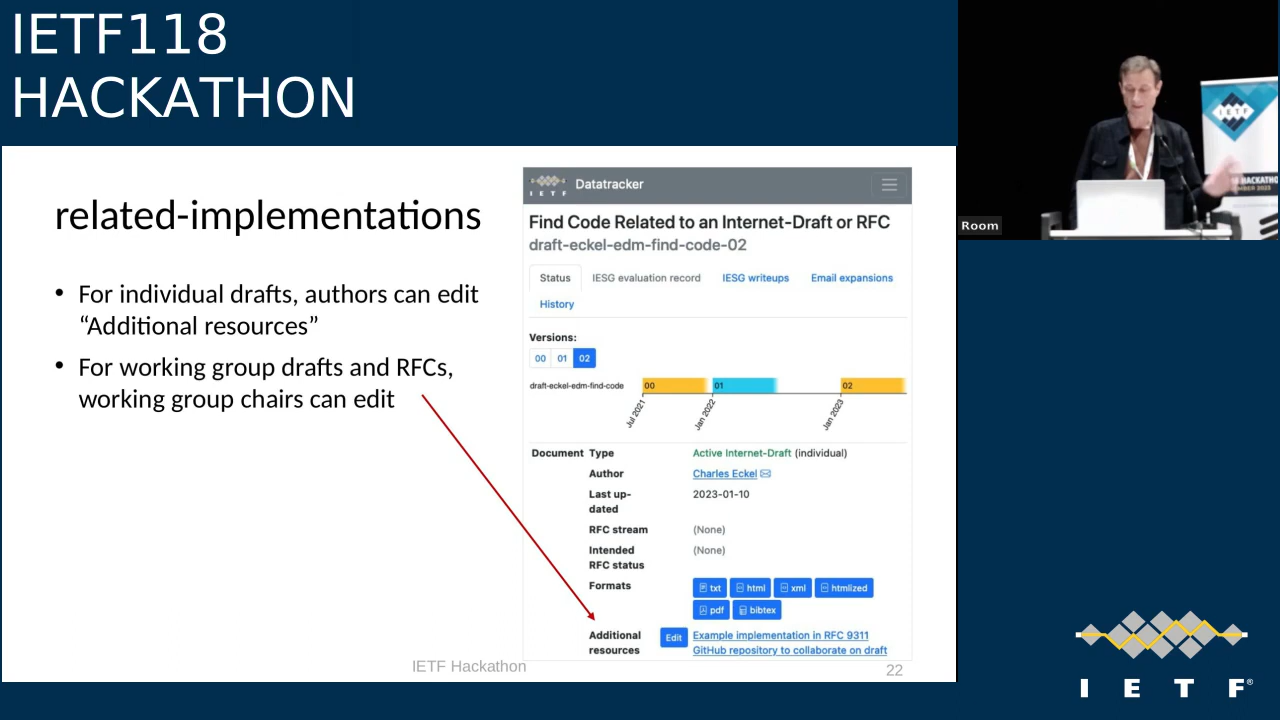 IETF118
HACKATHON
related-implementations
• For individual drafts, authors can edit
“Additional resources”
• For working group drafts and RFCs,
working group chairs can edit
IETF
Datatracker
Find Code Related to an Internet-Draft or RFC
draft-eckel-edm-find-code-02
Status IESG evaluation record IESG writeups Email expansions
History
Versions:
00 01 02
draft-eckel-edm-find-code 00 01 02
Jul 2021 Jan 2022 Jan 2023
Document Type Active Internet-Draft (individual)
Author Charles Eckel
Last up- 2023-01-10
dated
RFC stream (None)
Intended (None)
RFC status
Formats txt html xml htmlized
pdf bibtex
Additional Edit Example implementation in RFC 9311
resources GitHub repository to collaborate on draft
IETF Hackathon 22
Room
IETF
HACKATHON
2023
IETF®